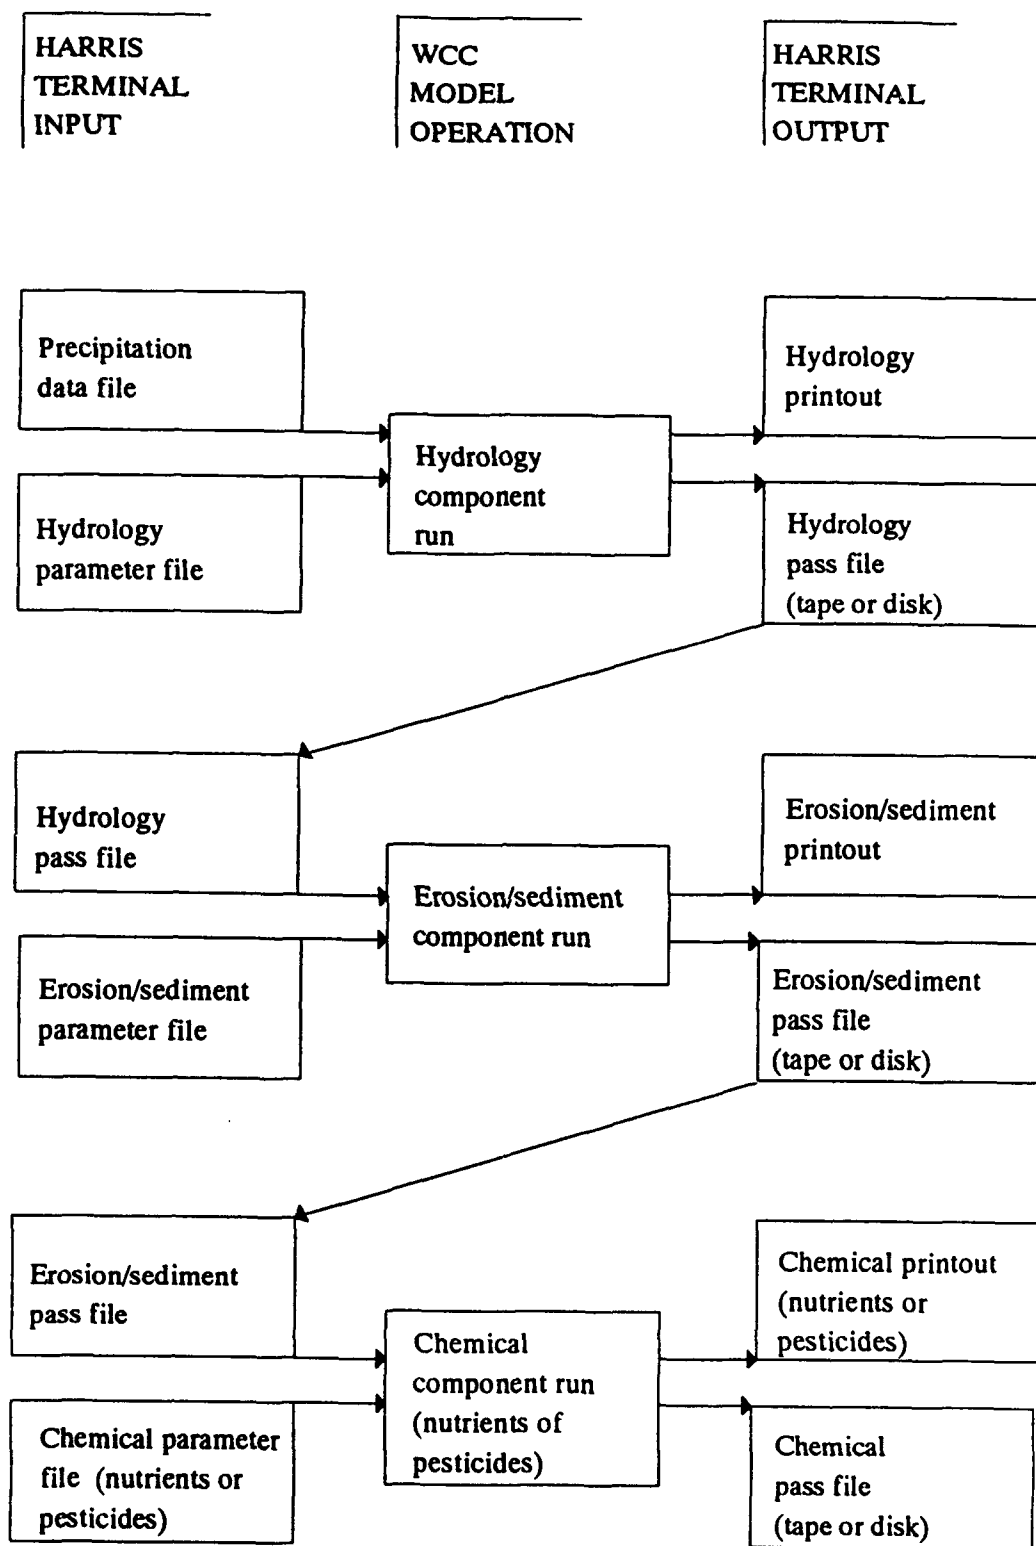 HARRIS
TERMINAL
INPUT
WCC
MODEL
OPERATION
HARRIS
TERMINAL
OUTPUT
Precipitation
data file
Hydrology
parameter file
Hydrology
component
run
Hydrology
printout
Hydrology
pass file
(tape or disk)
Hydrology
pass file
Erosion/sediment
parameter file
Erosion/sediment
component run
Erosion/sediment
printout
Erosion/sediment
pass file
(tape or disk)
Erosion/sediment
pass file
Chemical parameter
file (nutrients or
pesticides)
Chemical
component run
(nutrients of
pesticides)
Chemical printout
(nutrients or
pesticides)
Chemical
pass file
(tape or disk)